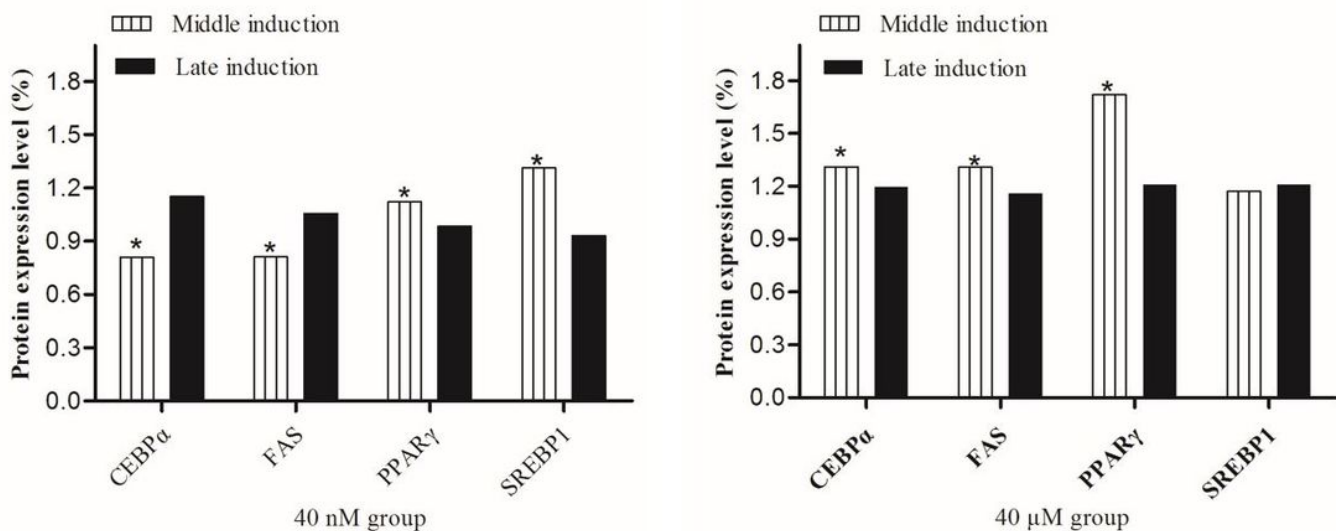 Middle induction
Late induction
Protein expression level (%)
1.8
1.5
1.2
0.9
0.6
0.3
0.0
*
*
*
*
CEBPα
FAS
PPARγ
SREBP1
40 nM group
Middle induction
Late induction
Protein expression level (%)
1.8
1.5
1.2
0.9
0.6
0.3
0.0
*
*
*
CEBPα
FAS
PPARγ
SREBP1
40 µM group